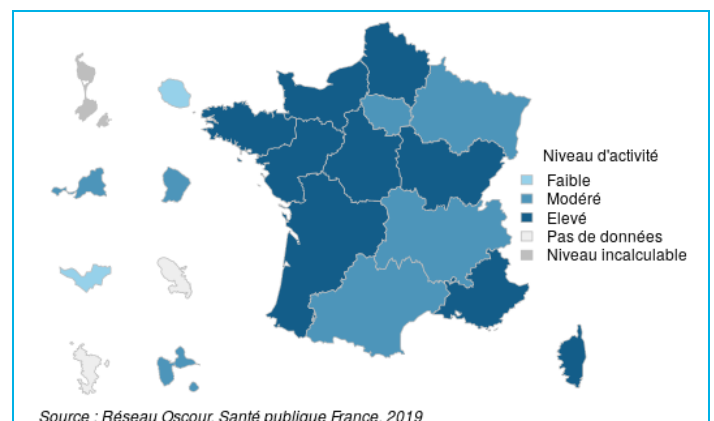 Niveau d'activité
Faible
Modéré
Elevé
Pas de données
Niveau incalculable
Source : Réseau Oscour, Santé publique France, 2019